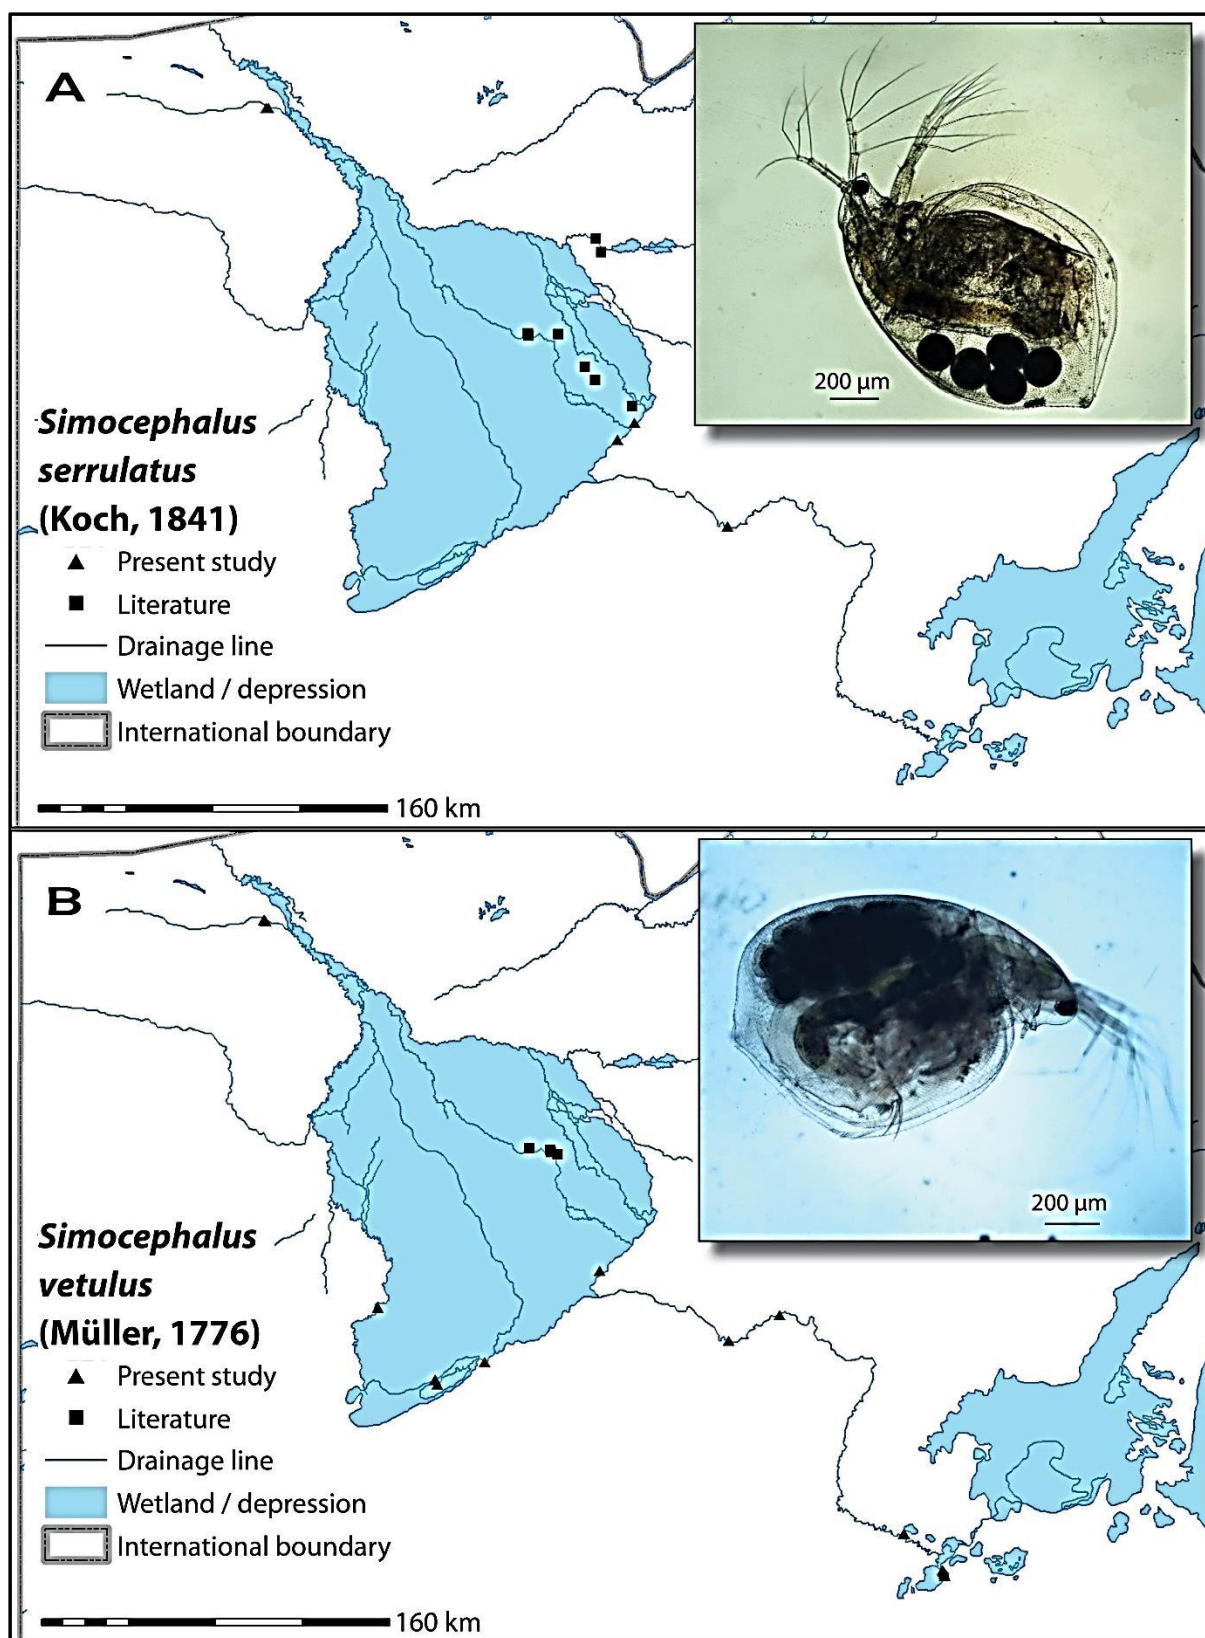 A
200 µm
Simocephalus
serrulatus
(Koch, 1841)
Present study
Literature
Drainage line
Wetland / depression
International boundary
160 km
B
200 µm
Simocephalus
vetulus
(Müller, 1776)
Present study
Literature
Drainage line
Wetland / depression
International boundary
160 km